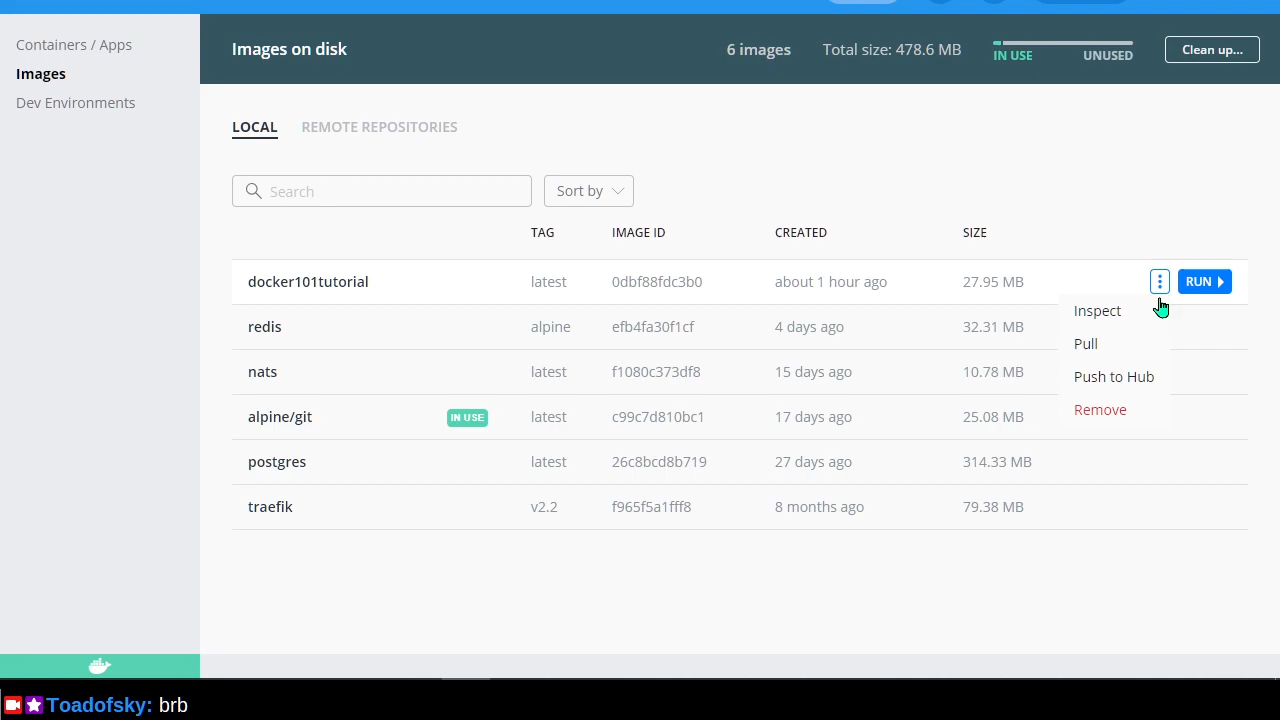 Containers / Apps
Images
Dev Environments
Images on disk
6 images
Total size: 478.6 MB
IN USE
UNUSED
Clean up...
LOCAL
REMOTE REPOSITORIES
Search
Sort by
TAG IMAGE ID CREATED SIZE
docker101tutorial latest 0dbf88fdc3b0 about 1 hour ago 27.95 MB RUN
redis alpine efb4fa30f1cf 4 days ago 32.31 MB
nats latest f1080c373df8 15 days ago 10.78 MB
alpine/git IN USE latest c99c7d810bc1 17 days ago 25.08 MB
postgres latest 26c8bcd8b719 27 days ago 314.33 MB
traefik v2.2 f965f5a1fff8 8 months ago 79.38 MB
Inspect
Pull
Push to Hub
Remove
Toadofsky: brb